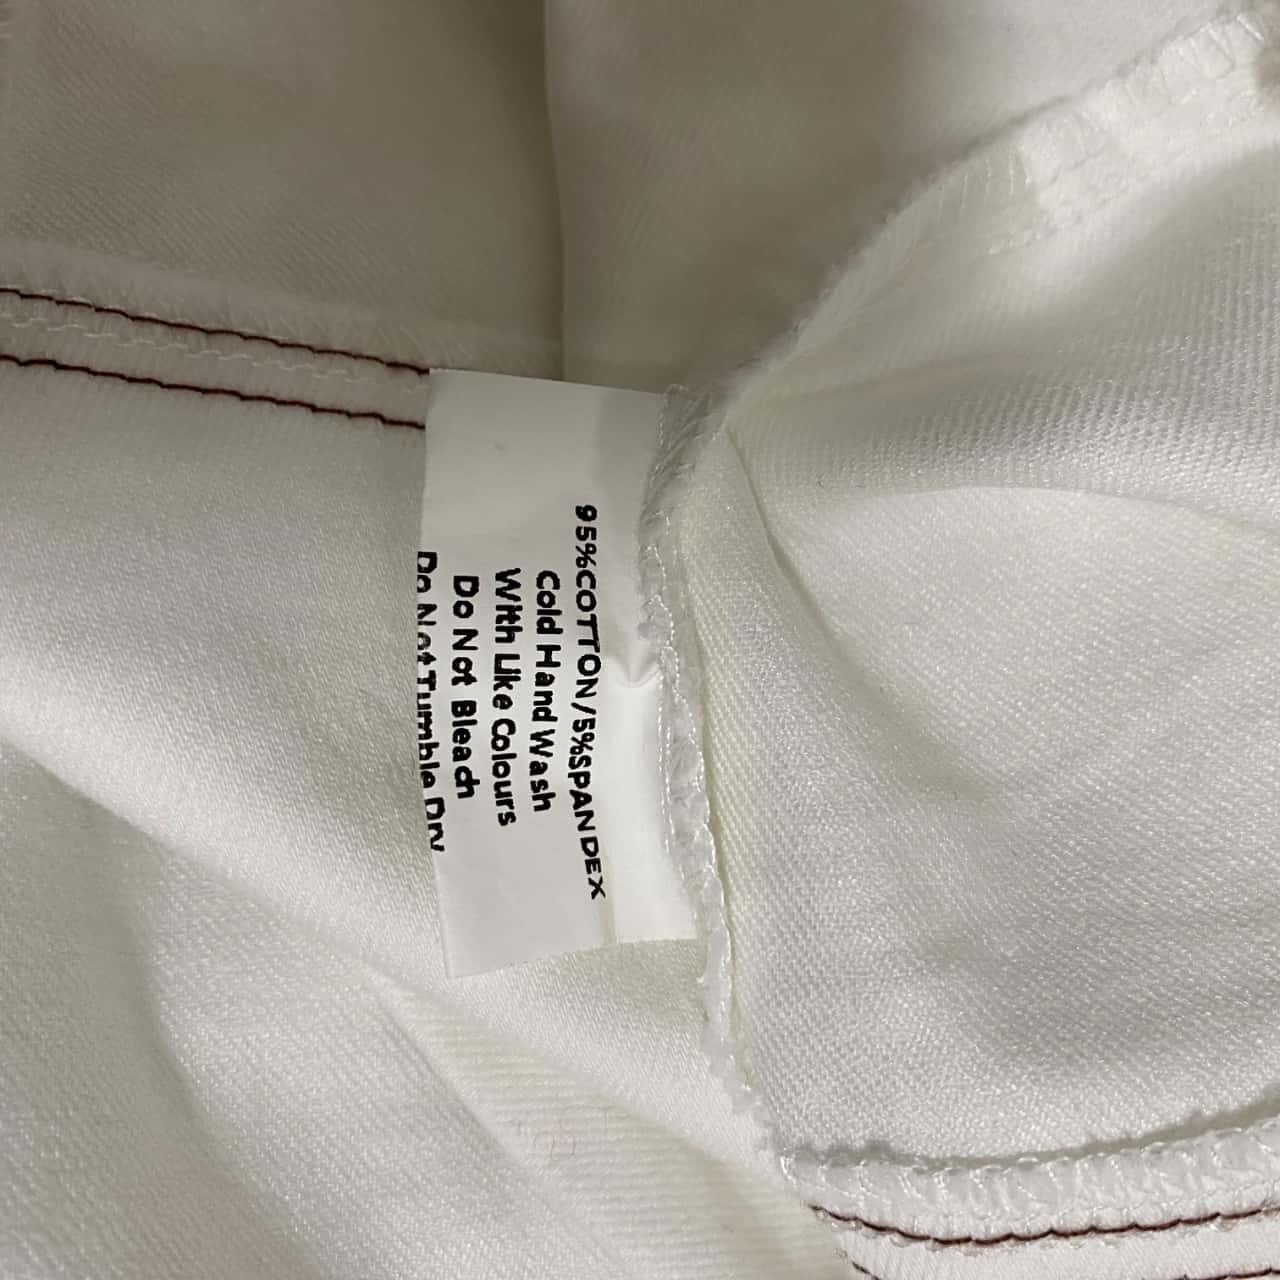 95%COTTON/5%SPANDEX
Cold Hand Wash
With Like Colours
Do Not Bleach
Do Not Tumble Dry